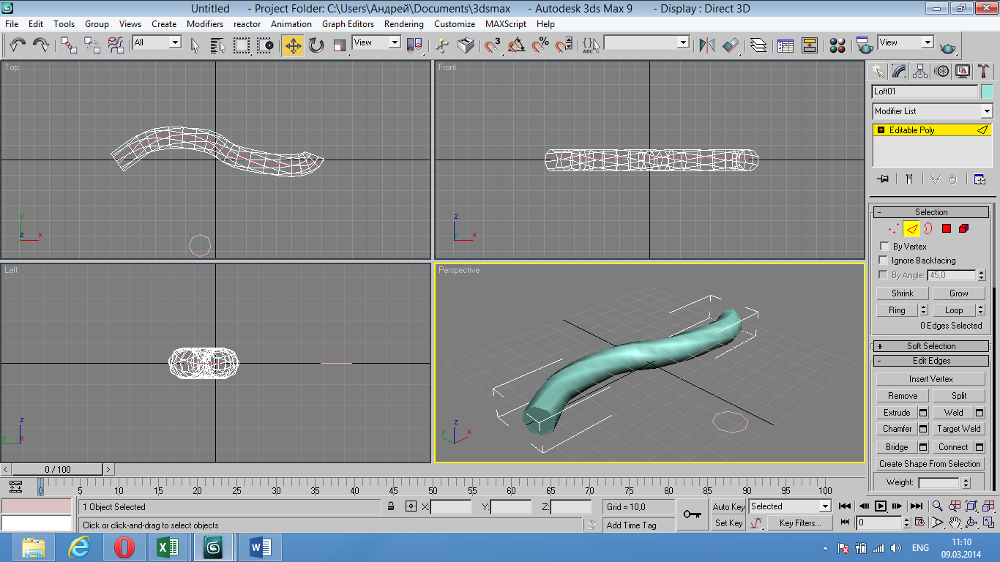 Untitled - Project Folder: C:\Users\Андрей\Documents\3dsmax - Autodesk 3ds Max 9 - Display : Direct 3D
File Edit Tools Group Views Create Modifiers reactor Animation Graph Editors Rendering Customize MAXScript Help
All View 3 % {} ABC View
Top
Front
y
z x
z
y x
Left
Perspective
z
y x
z
y x
Loft01
Modifier List
Editable Poly
- Selection
By Vertex
Ignore Backfacing
By Angle: 45,0
Shrink Grow
Ring Loop
0 Edges Selected
+ Soft Selection
- Edit Edges
Insert Vertex
Remove Split
Extrude Weld
Chamfer Target Weld
Bridge Connect
Create Shape From Selection
Weight:
< 0 / 100 >
0 5 10 15 20 25 30 35 40 45 50 55 60 65 70 75 80 85 90 95 100
1 Object Selected X: Y: Z: Grid = 10,0 Auto Key Selected
Click or click-and-drag to select objects Add Time Tag Set Key Key Filters... 0
ENG
11:10
09.03.2014